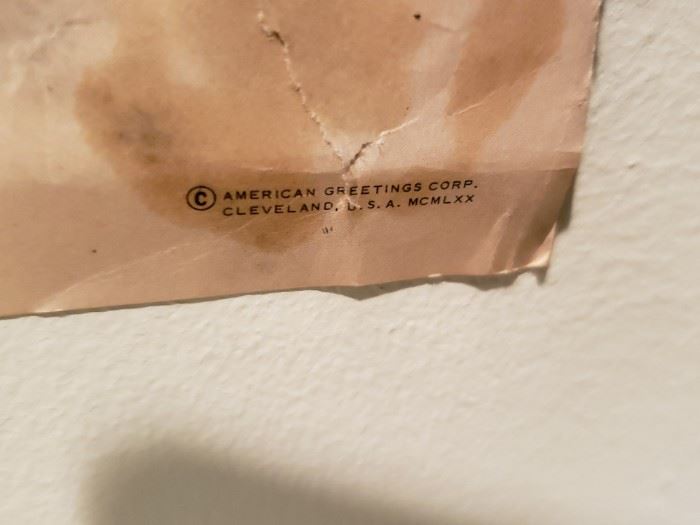 © AMERICAN GREETINGS CORP.
CLEVELAND, U.S.A. MCMLXX